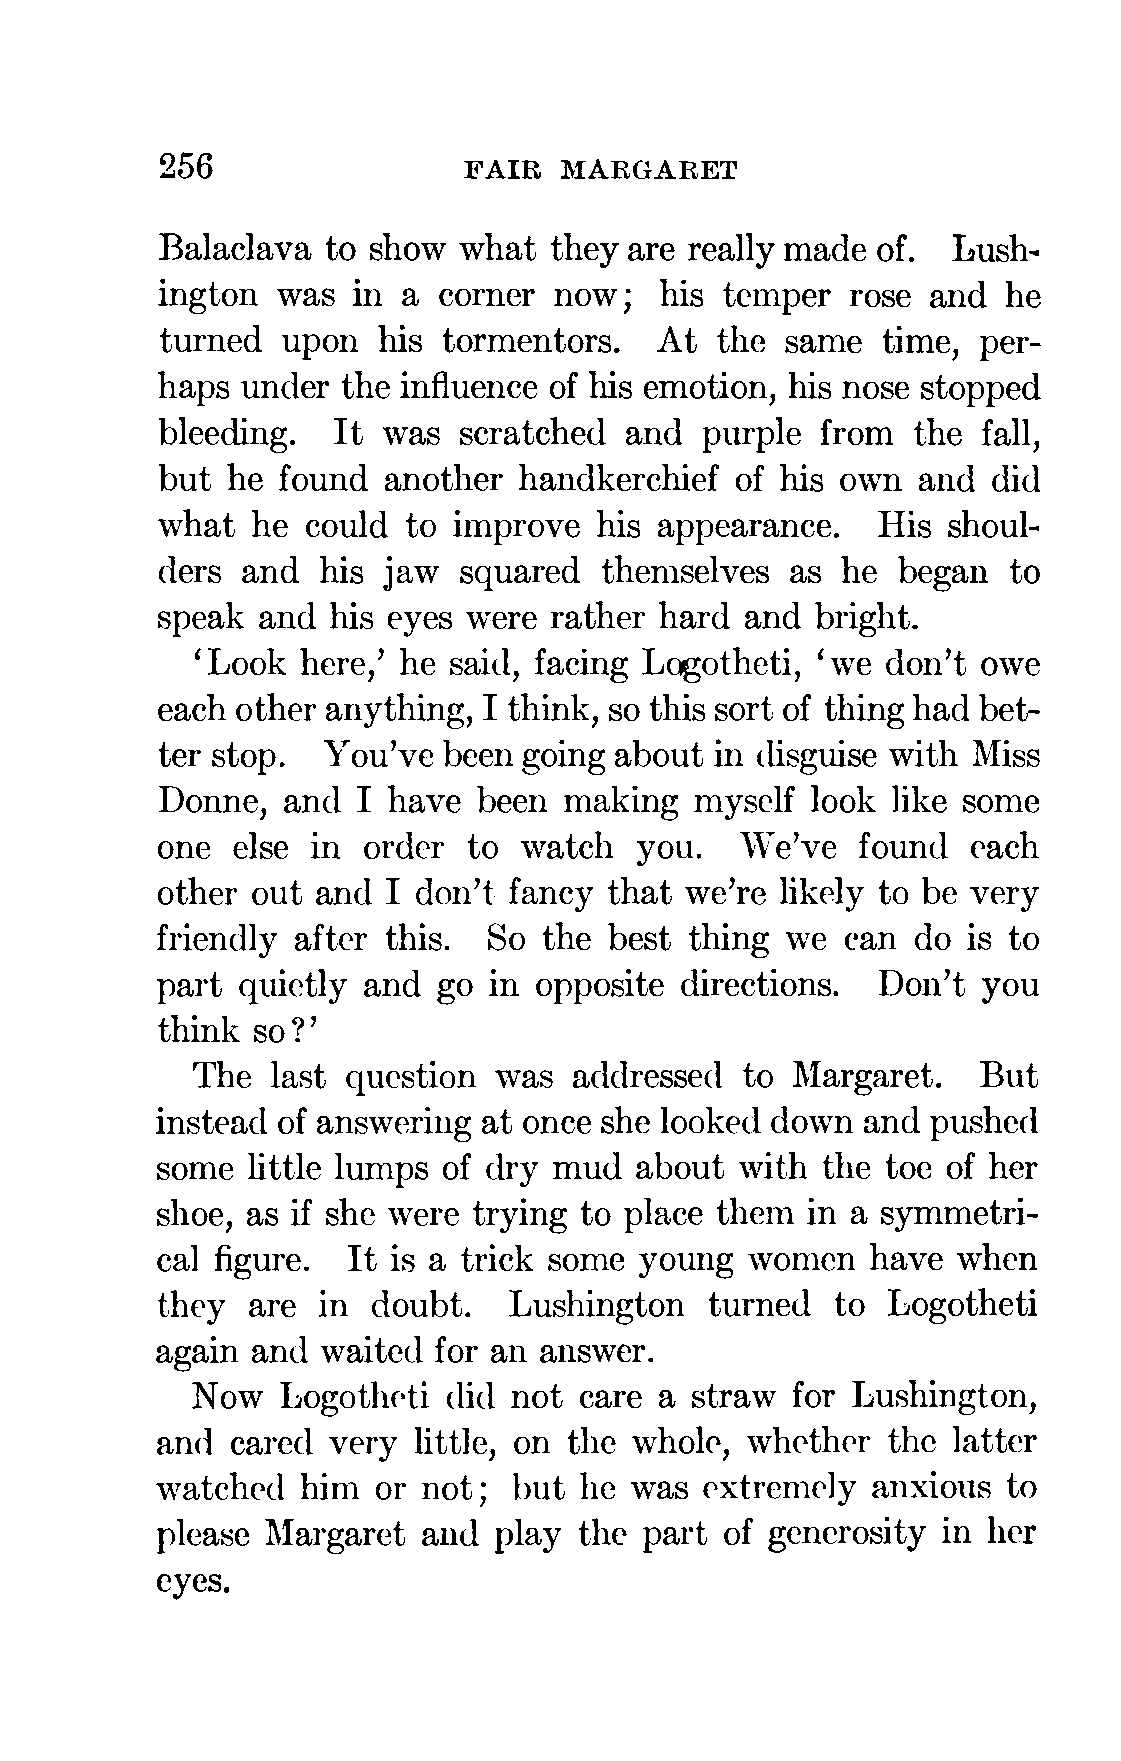 256 FAIR MARGARET
Balaclava to show what they are really made of. Lush-
ington was in a corner now; his temper rose and he
turned upon his tormentors. At the same time, per-
haps under the influence of his emotion, his nose stopped
bleeding. It was scratched and purple from the fall,
but he found another handkerchief of his own and did
what he could to improve his appearance. His shoul-
ders and his jaw squared themselves as he began to
speak and his eyes were rather hard and bright.
'Look here,' he said, facing Logotheti, 'we don't owe
each other anything, I think, so this sort of thing had bet-
ter stop. You've been going about in disguise with Miss
Donne, and I have been making myself look like some
one else in order to watch you. We've found each
other out and I don't fancy that we're likely to be very
friendly after this. So the best thing we can do is to
part quietly and go in opposite directions. Don't you
think so?'
The last question was addressed to Margaret. But
instead of answering at once she looked down and pushed
some little lumps of dry mud about with the toe of her
shoe, as if she were trying to place them in a symmetri-
cal figure. It is a trick some young women have when
they are in doubt. Lushington turned to Logotheti
again and waited for an answer.
Now Logotheti did not care a straw for Lushington,
and cared very little, on the whole, whether the latter
watched him or not; but he was extremely anxious to
please Margaret and play the part of generosity in her
eyes.